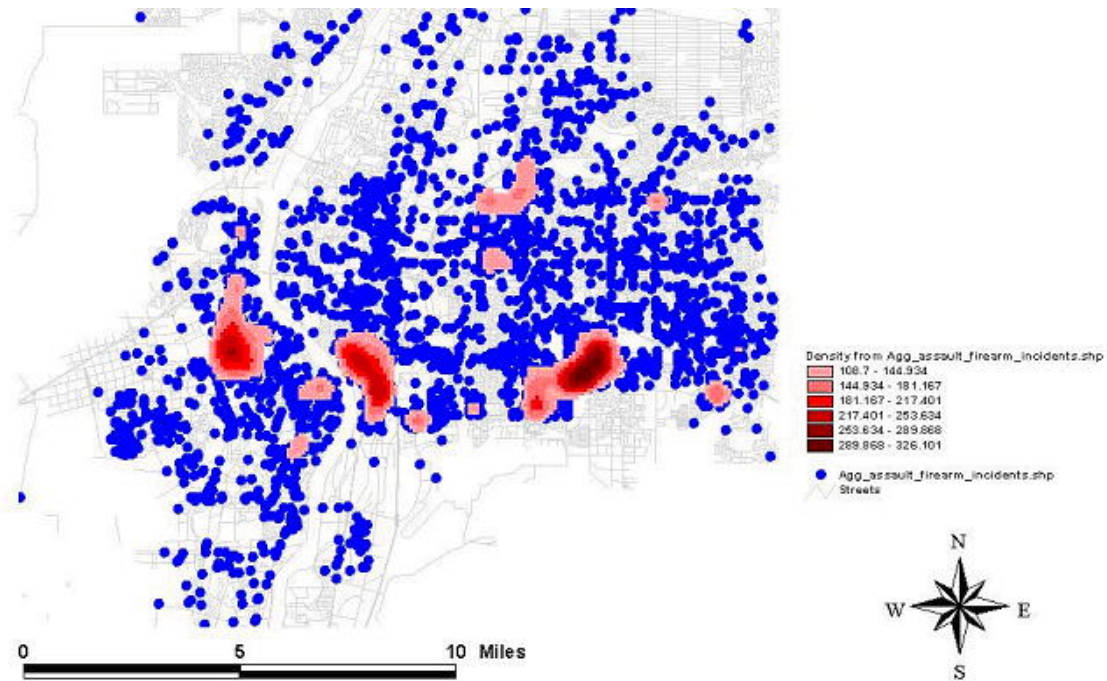 Density from Agg_assault_firearm_incidents.shp
108.7 - 144.934
144.934 - 181.167
181.167 - 217.401
217.401 - 253.634
253.634 - 289.868
289.868 - 326.101
Agg_assault_firearm_incidents.shp
Streets
N
W E
S
0 5 10 Miles